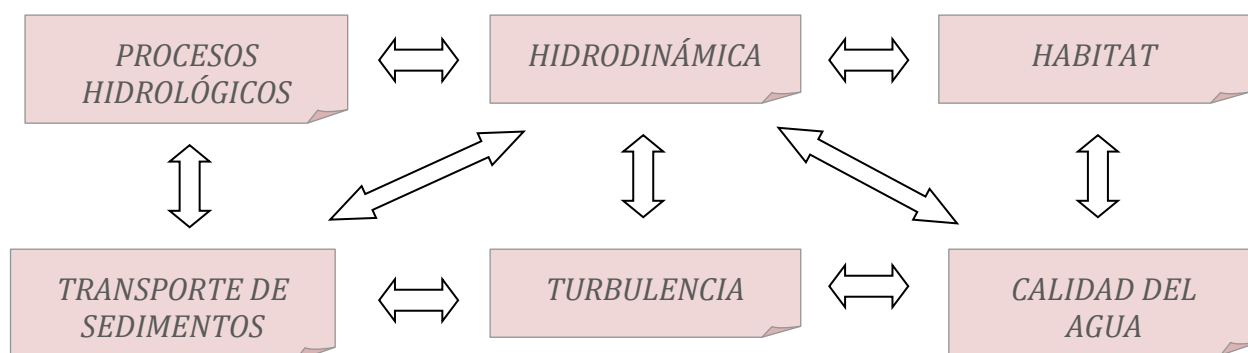 PROCESOS
HIDROLÓGICOS
HIDRODINÁMICA
HABITAT
TRANSPORTE DE
SEDIMENTOS
TURBULENCIA
CALIDAD DEL
AGUA